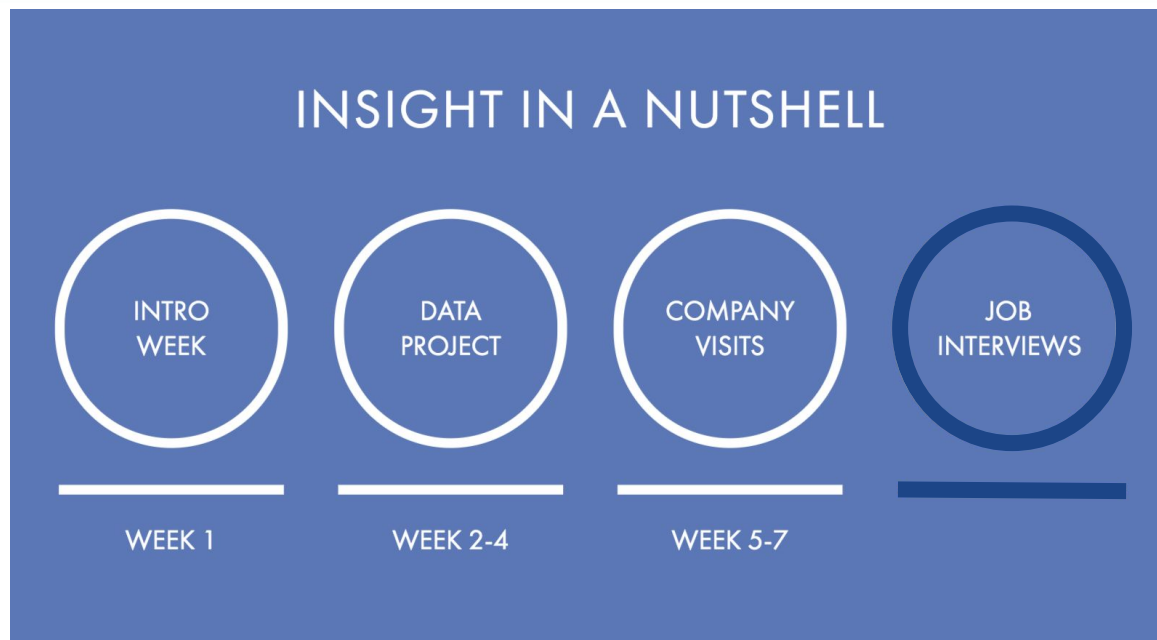 INSIGHT IN A NUTSHELL
INTRO
WEEK
DATA
PROJECT
COMPANY
VISITS
JOB
INTERVIEWS
WEEK 1
WEEK 2-4
WEEK 5-7